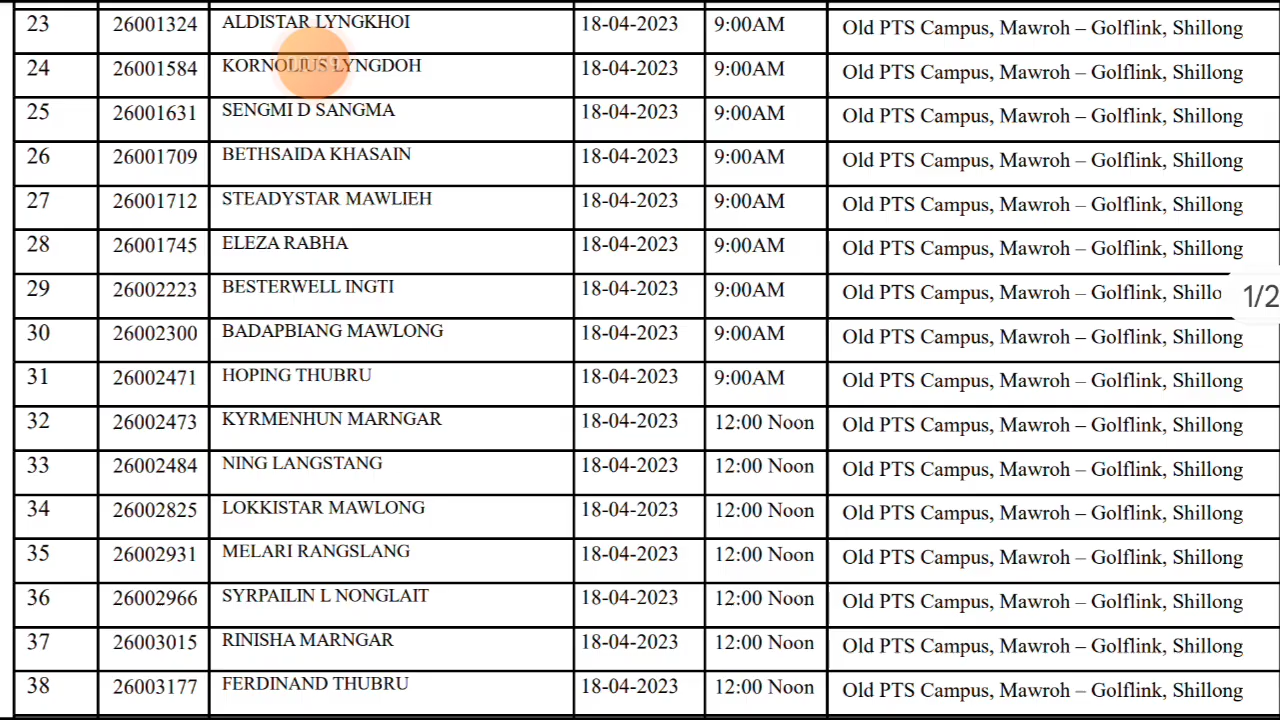 23 26001324 ALDISTAR LYNGKHOI 18-04-2023 9:00AM Old PTS Campus, Mawroh – Golflink, Shillong
24 26001584 KORNOLIUS LYNGDOH 18-04-2023 9:00AM Old PTS Campus, Mawroh – Golflink, Shillong
25 26001631 SENGMI D SANGMA 18-04-2023 9:00AM Old PTS Campus, Mawroh – Golflink, Shillong
26 26001709 BETHSAIDA KHASAIN 18-04-2023 9:00AM Old PTS Campus, Mawroh – Golflink, Shillong
27 26001712 STEADYSTAR MAWLIEH 18-04-2023 9:00AM Old PTS Campus, Mawroh – Golflink, Shillong
28 26001745 ELEZA RABHA 18-04-2023 9:00AM Old PTS Campus, Mawroh – Golflink, Shillong
29 26002223 BESTERWELL INGTI 18-04-2023 9:00AM Old PTS Campus, Mawroh – Golflink, Shillo 1/2
30 26002300 BADAPBIANG MAWLONG 18-04-2023 9:00AM Old PTS Campus, Mawroh – Golflink, Shillong
31 26002471 HOPING THUBRU 18-04-2023 9:00AM Old PTS Campus, Mawroh – Golflink, Shillong
32 26002473 KYRMENHUN MARNGAR 18-04-2023 12:00 Noon Old PTS Campus, Mawroh – Golflink, Shillong
33 26002484 NING LANGSTANG 18-04-2023 12:00 Noon Old PTS Campus, Mawroh – Golflink, Shillong
34 26002825 LOKKISTAR MAWLONG 18-04-2023 12:00 Noon Old PTS Campus, Mawroh – Golflink, Shillong
35 26002931 MELARI RANGSLANG 18-04-2023 12:00 Noon Old PTS Campus, Mawroh – Golflink, Shillong
36 26002966 SYRPAILIN L NONGLAIT 18-04-2023 12:00 Noon Old PTS Campus, Mawroh – Golflink, Shillong
37 26003015 RINISHA MARNGAR 18-04-2023 12:00 Noon Old PTS Campus, Mawroh – Golflink, Shillong
38 26003177 FERDINAND THUBRU 18-04-2023 12:00 Noon Old PTS Campus, Mawroh – Golflink, Shillong